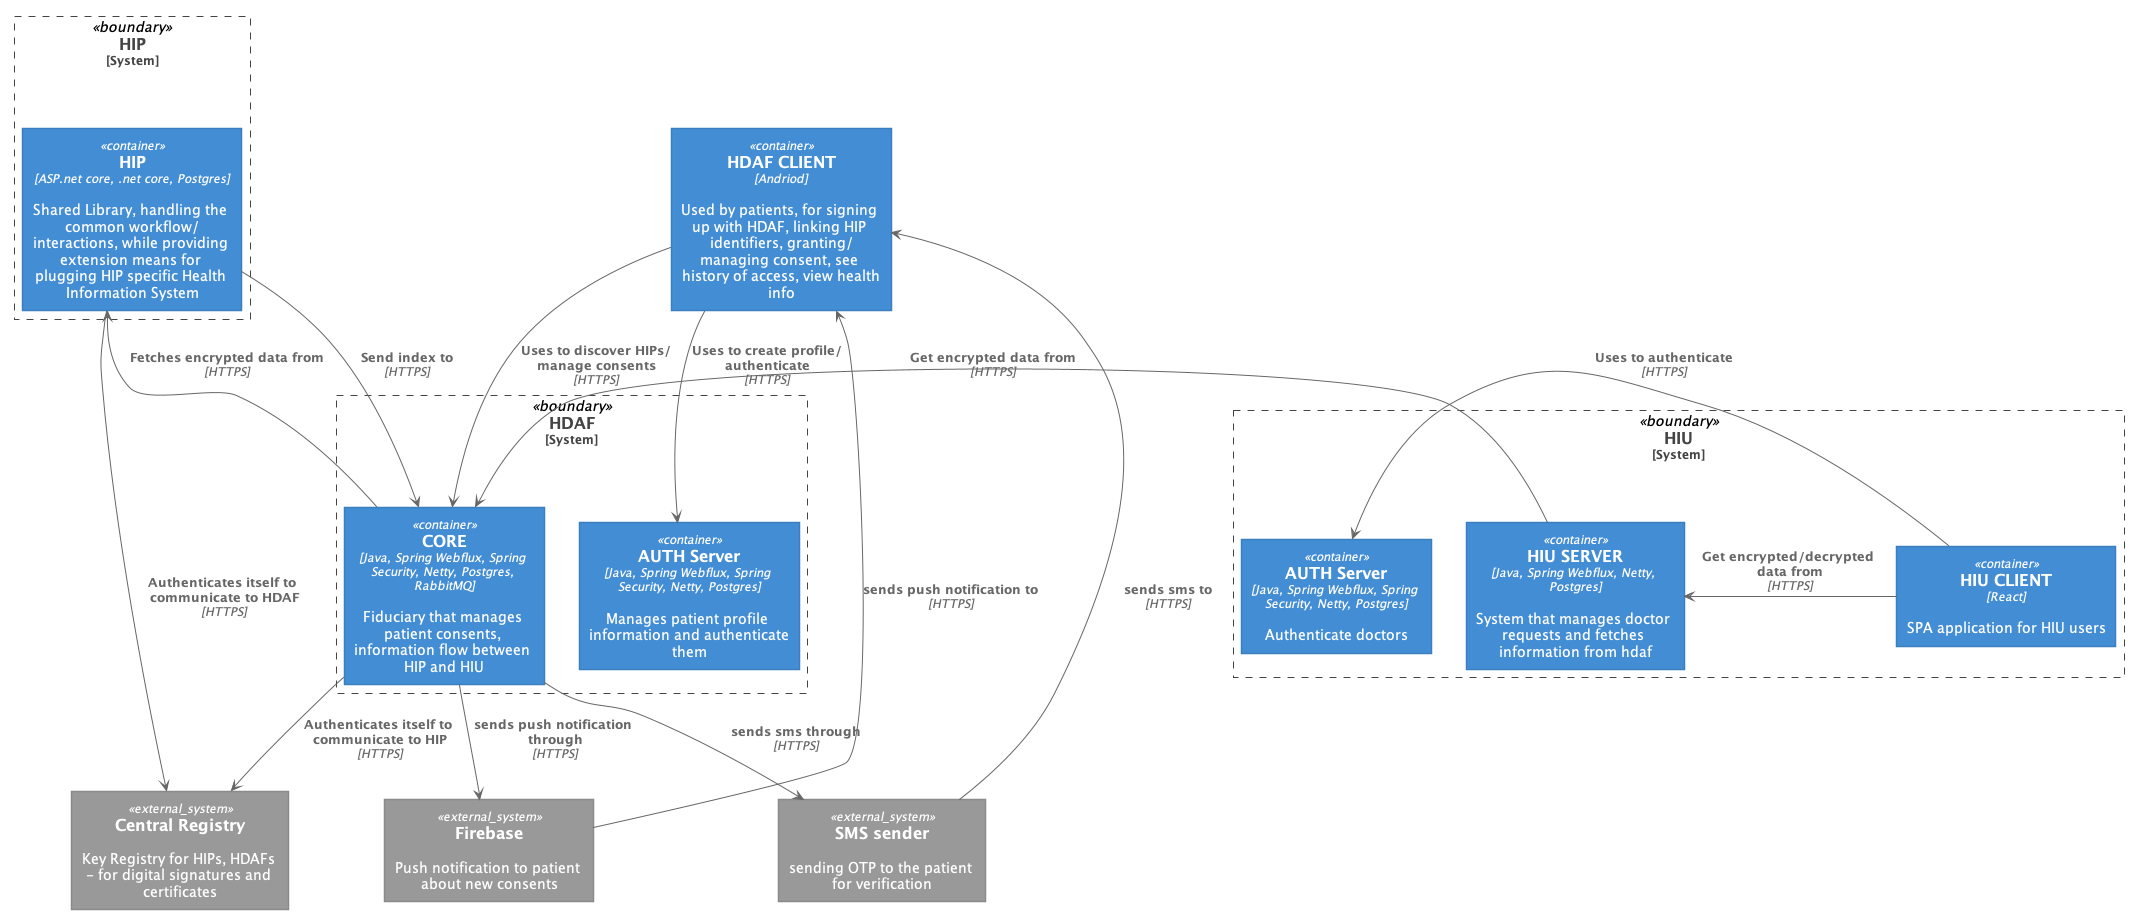 «boundary»
HIP
[System]
«container»
HIP
[ASP.net core, .net core, Postgres]
Shared Library, handling the
common workflow/
interactions, while providing
extension means for
plugging HIP specific Health
Information System
«container»
HDAF CLIENT
[Andriod]
Used by patients, for signing
up with HDAF, linking HIP
identifiers, granting/
managing consent, see
history of access, view health
info
Fetches encrypted data from
[HTTPS]
Send index to
[HTTPS]
Uses to discover HIPs/
manage consents
[HTTPS]
Uses to create profile/
authenticate
[HTTPS]
Get encrypted data from
[HTTPS]
Uses to authenticate
[HTTPS]
«boundary»
HDAF
[System]
«boundary»
HIU
[System]
«container»
CORE
[Java, Spring Webflux, Spring
Security, Netty, Postgres,
RabbitMQ]
Fiduciary that manages
patient consents,
information flow between
HIP and HIU
«container»
AUTH Server
[Java, Spring Webflux, Spring
Security, Netty, Postgres]
Manages patient profile
information and authenticate
them
«container»
AUTH Server
[Java, Spring Webflux, Spring
Security, Netty, Postgres]
Authenticate doctors
«container»
HIU SERVER
[Java, Spring Webflux, Netty,
Postgres]
System that manages doctor
requests and fetches
information from hdaf
Get encrypted/decrypted
data from
[HTTPS]
«container»
HIU CLIENT
[React]
SPA application for HIU users
Authenticates itself to
communicate to HDAF
[HTTPS]
sends push notification to
[HTTPS]
sends sms to
[HTTPS]
Authenticates itself to
communicate to HIP
[HTTPS]
sends push notification
through
[HTTPS]
sends sms through
[HTTPS]
«external_system»
Central Registry
Key Registry for HIPs, HDAFs
- for digital signatures and
certificates
«external_system»
Firebase
Push notification to patient
about new consents
«external_system»
SMS sender
sending OTP to the patient
for verification